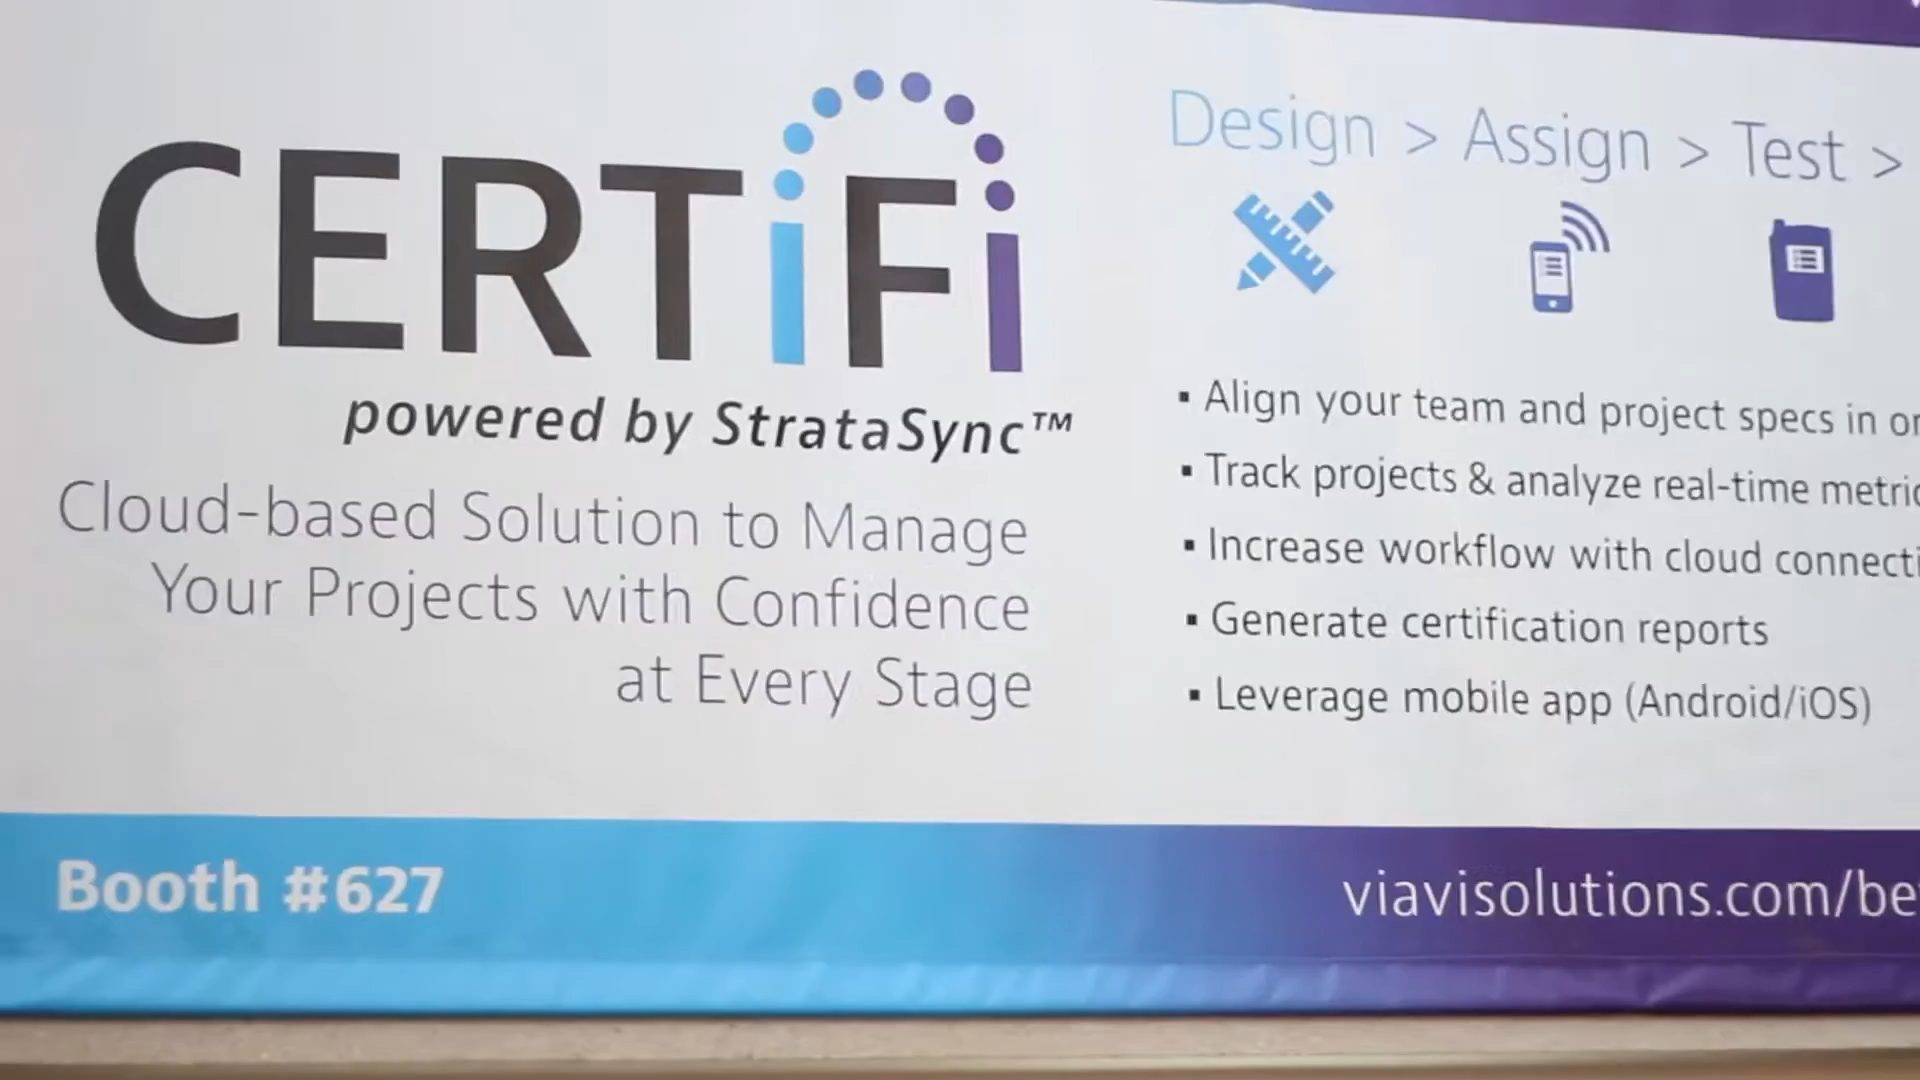 CERTiFi
powered by StrataSync™
Cloud-based Solution to Manage
Your Projects with Confidence
at Every Stage
Design > Assign > Test >
▪ Align your team and project specs in
▪ Track projects & analyze real-time
▪ Increase workflow with cloud
▪ Generate certification reports
▪ Leverage mobile app (Android/iOS)
Booth #627
viavisolutions.com/be